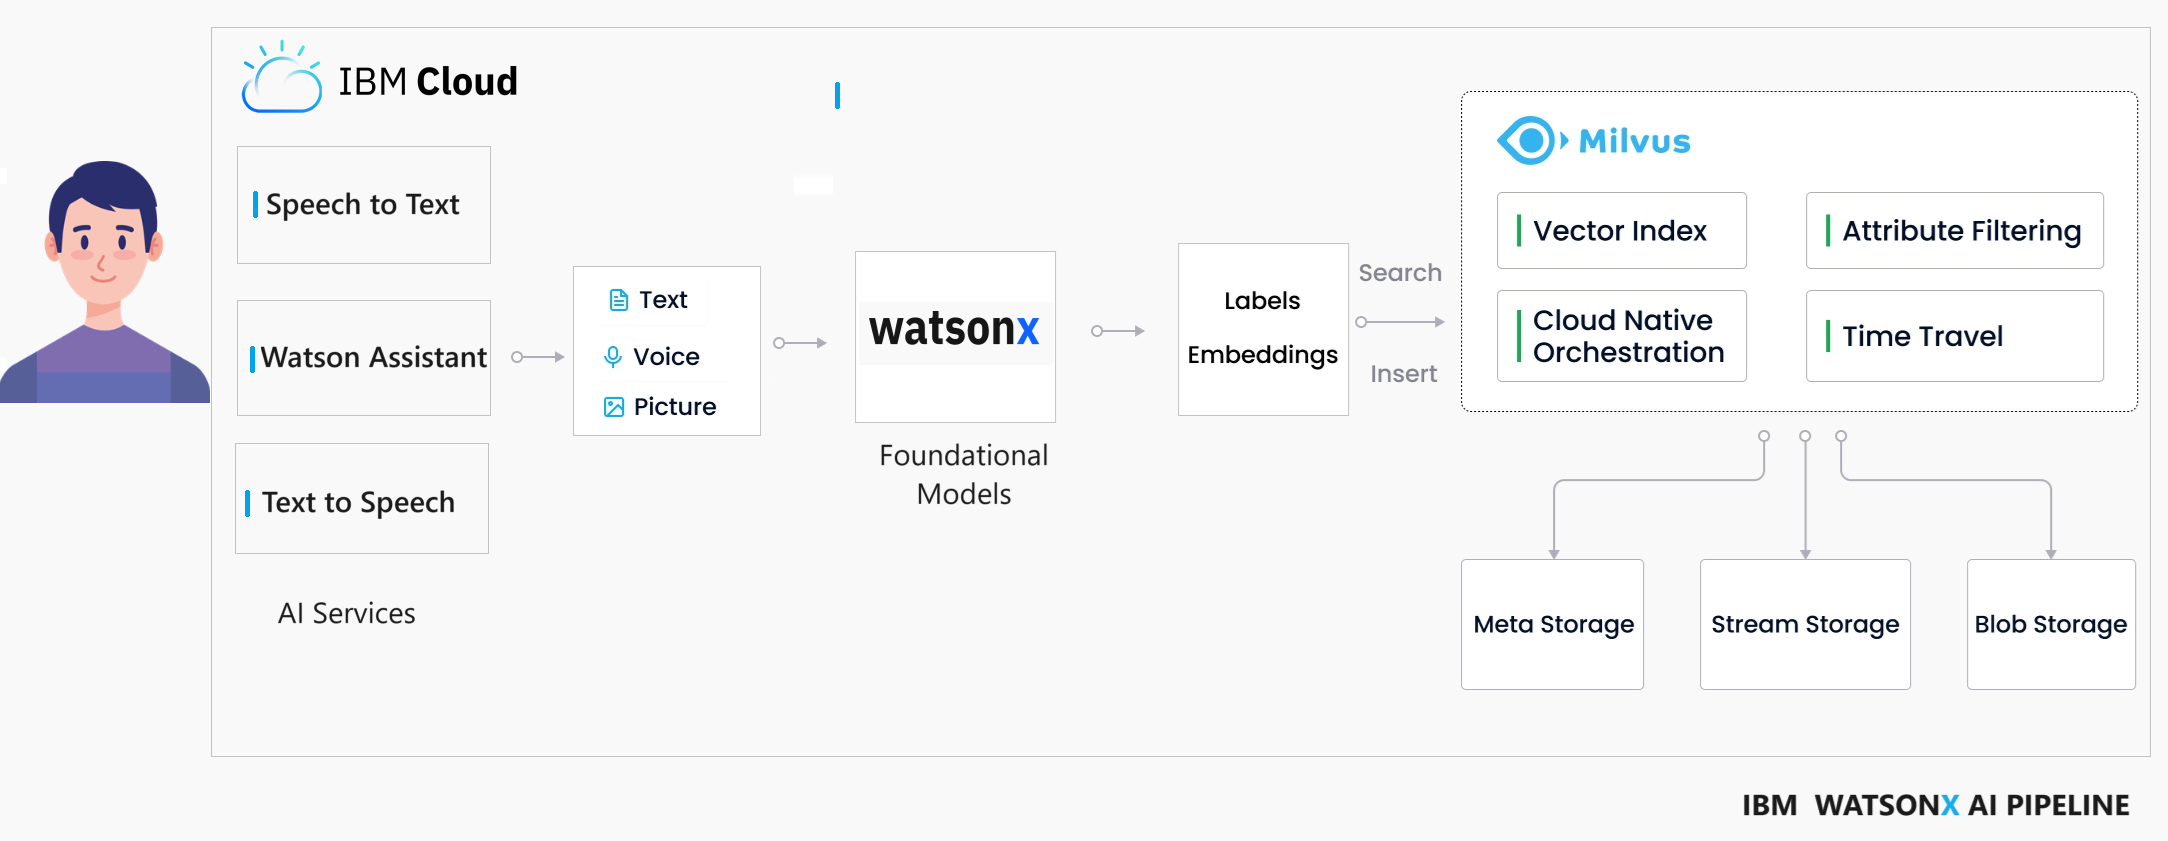 IBM Cloud
Speech to Text
Watson Assistant
Text to Speech
AI Services
Text
Voice
Picture
watsonx
Foundational
Models
Labels
Embeddings
Search
Insert
Milvus
Vector Index
Attribute Filtering
Cloud Native
Orchestration
Time Travel
Meta Storage
Stream Storage
Blob Storage
IBM WATSONX AI PIPELINE